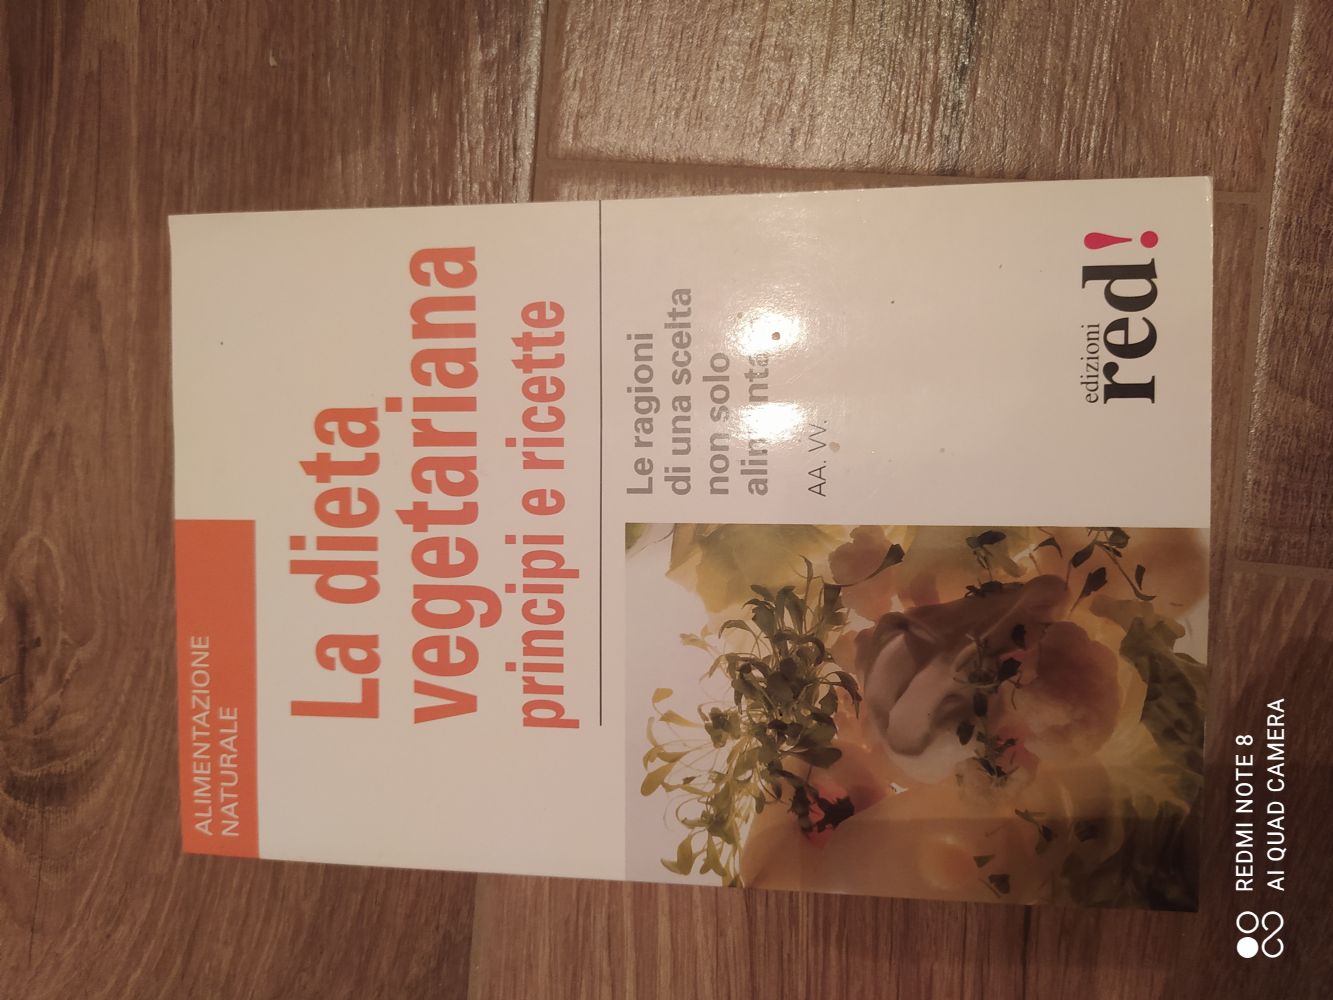 ALIMENTAZIONE
NATURALE
La dieta
vegetariana
principi e ricette
Le ragioni
di una scelta
non solo
AA. VV.
edizioni
red!
REDMI NOTE 8
AI QUAD CAMERA